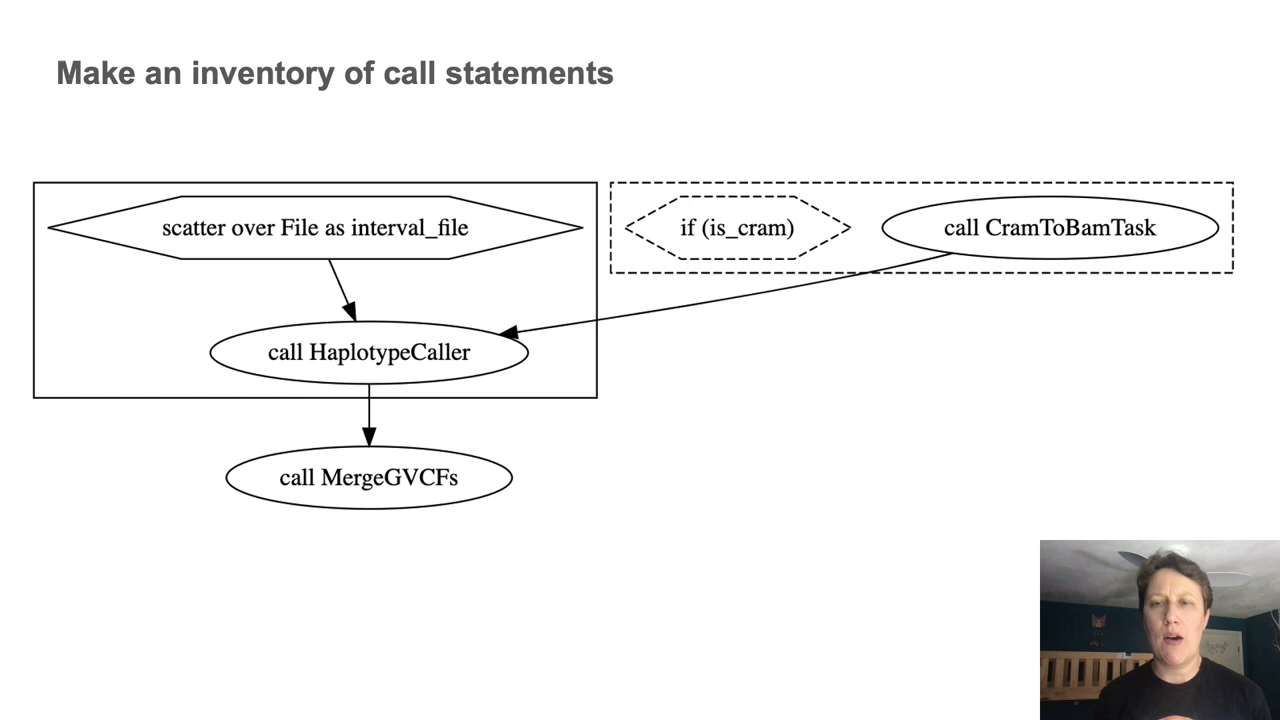 Make an inventory of call statements
scatter over File as interval_file
if (is_cram)
call CramToBamTask
call HaplotypeCaller
call MergeGVCFs